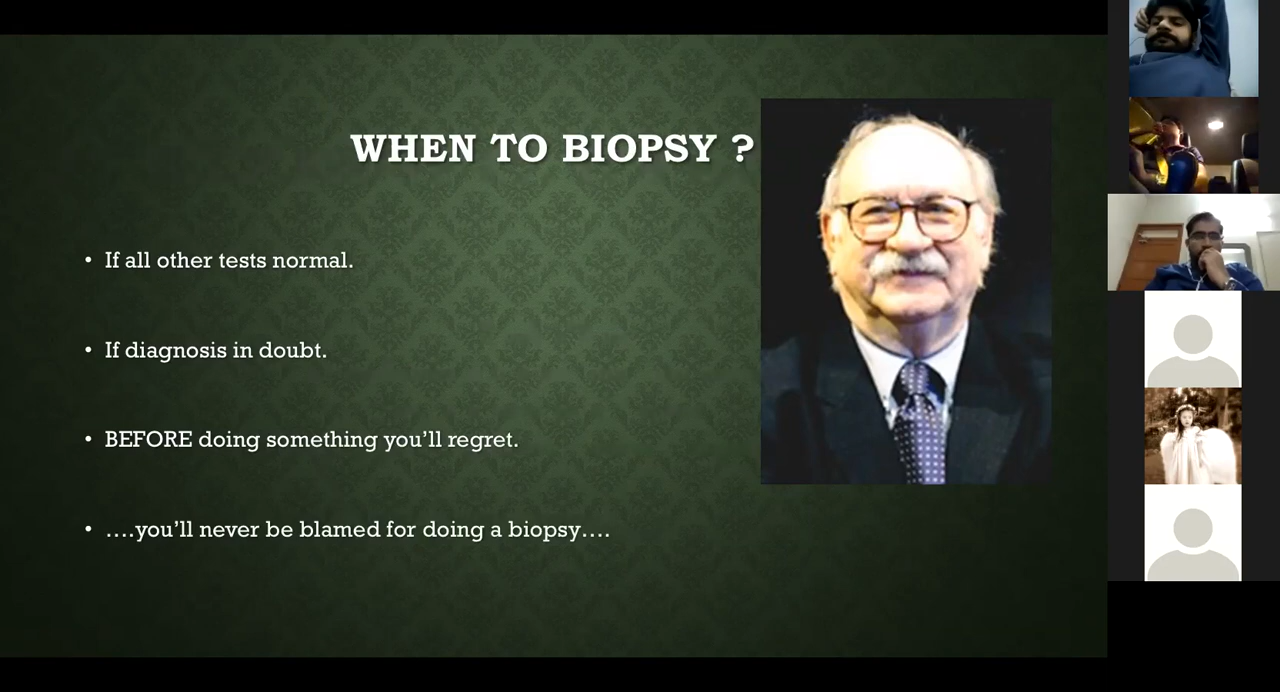 WHEN TO BIOPSY ?
• If all other tests normal.
• If diagnosis in doubt.
• BEFORE doing something you’ll regret.
• ….you’ll never be blamed for doing a biopsy….